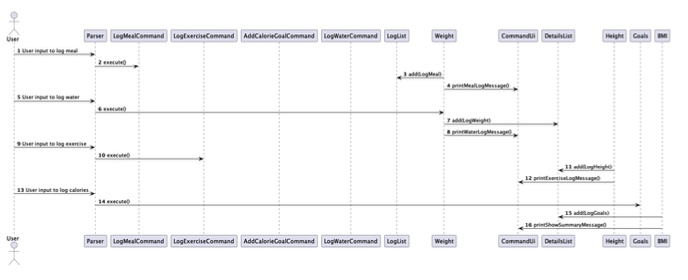 User Parser LogMealCommand LogExerciseCommand AddCalorieGoalCommand LogWaterCommand LogList Weight CommandUi DetailsList Height Goals BMI
1 User input to log meal
2 execute()
3 add(LogMeal)
4 printMealLogMessage()
5 User input to log water
6 execute()
7 add(LogWeight)
8 printWaterLogMessage()
9 User input to log exercise
10 execute()
11 add(LogHeight)
12 printExerciseLogMessage()
13 User input to log calories
14 execute()
15 add(LogGoals)
16 printShowSummaryMessage()
User Parser LogMealCommand LogExerciseCommand AddCalorieGoalCommand LogWaterCommand LogList Weight CommandUi DetailsList Height Goals BMI